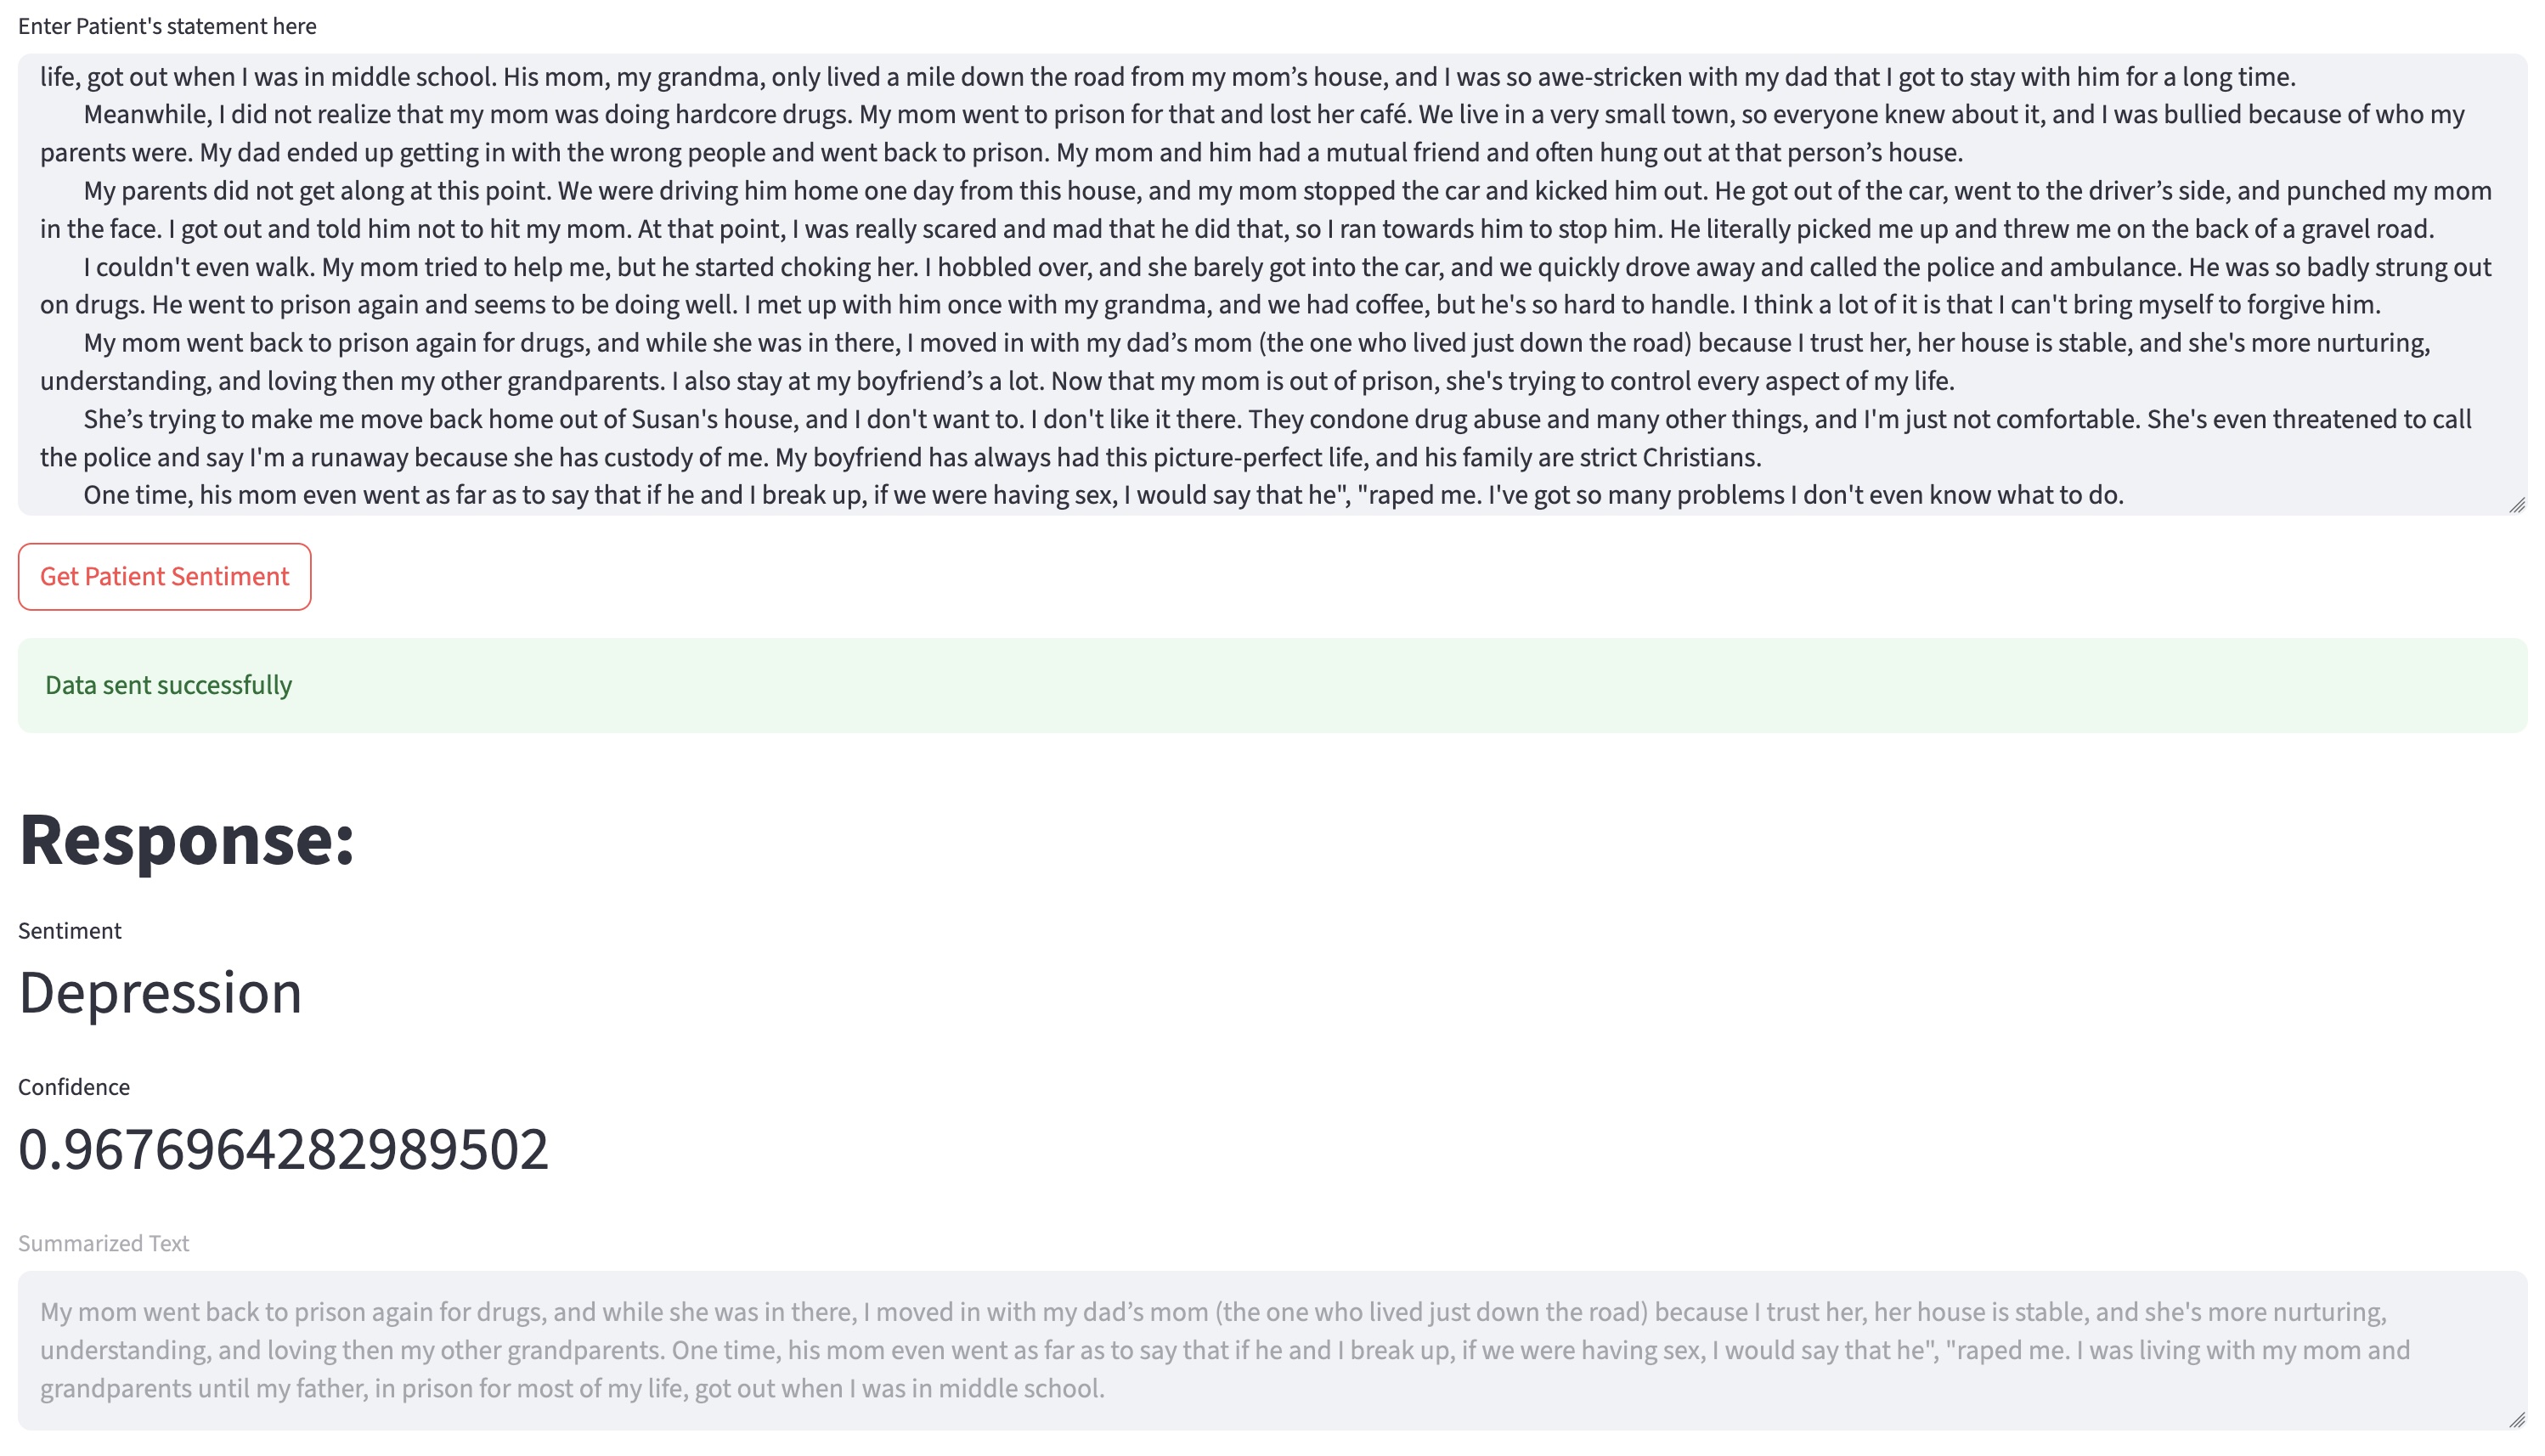 Enter Patient's statement here
life, got out when I was in middle school. His mom, my grandma, only lived a mile down the road from my mom’s house, and I was so awe-stricken with my dad that I got to stay with him for a long time.
Meanwhile, I did not realize that my mom was doing hardcore drugs. My mom went to prison for that and lost her café. We live in a very small town, so everyone knew about it, and I was bullied because of who my
parents were. My dad ended up getting in with the wrong people and went back to prison. My mom and him had a mutual friend and often hung out at that person’s house.
My parents did not get along at this point. We were driving him home one day from this house, and my mom stopped the car and kicked him out. He got out of the car, went to the driver’s side, and punched my mom
in the face. I got out and told him not to hit my mom. At that point, I was really scared and mad that he did that, so I ran towards him to stop him. He literally picked me up and threw me on the back of a gravel road.
I couldn't even walk. My mom tried to help me, but he started choking her. I hobbled over, and she barely got into the car, and we quickly drove away and called the police and ambulance. He was so badly strung out
on drugs. He went to prison again and seems to be doing well. I met up with him once with my grandma, and we had coffee, but he's so hard to handle. I think a lot of it is that I can't bring myself to forgive him.
My mom went back to prison again for drugs, and while she was in there, I moved in with my dad’s mom (the one who lived just down the road) because I trust her, her house is stable, and she's more nurturing,
understanding, and loving then my other grandparents. I also stay at my boyfriend’s a lot. Now that my mom is out of prison, she's trying to control every aspect of my life.
She’s trying to make me move back home out of Susan's house, and I don't want to. I don't like it there. They condone drug abuse and many other things, and I'm just not comfortable. She's even threatened to call
the police and say I'm a runaway because she has custody of me. My boyfriend has always had this picture-perfect life, and his family are strict Christians.
One time, his mom even went as far as to say that if he and I break up, if we were having sex, I would say that he", "raped me. I've got so many problems I don't even know what to do.
Get Patient Sentiment
Data sent successfully
Response:
Sentiment
Depression
Confidence
0.9676964282989502
Summarized Text
My mom went back to prison again for drugs, and while she was in there, I moved in with my dad’s mom (the one who lived just down the road) because I trust her, her house is stable, and she's more nurturing,
understanding, and loving then my other grandparents. One time, his mom even went as far as to say that if he and I break up, if we were having sex, I would say that he", "raped me. I was living with my mom and
grandparents until my father, in prison for most of my life, got out when I was in middle school.